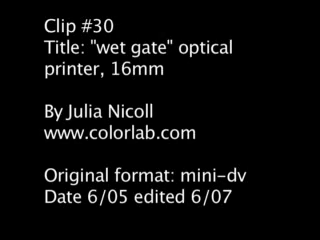 Clip #30
Title: "wet gate" optical
printer, 16mm
By Julia Nicoll
www.colorlab.com
Original format: mini-dv
Date 6/05 edited 6/07